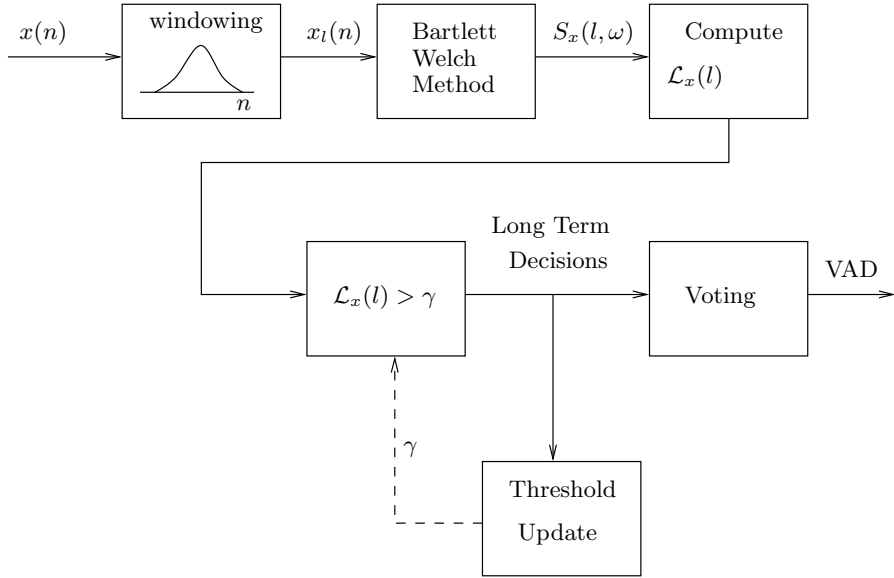 windowing
x(n)
n
x_l(n)
Bartlett
Welch
Method
S_x(l, ω)
Compute
ℒ_x(l)
ℒ_x(l) > γ
Long Term
Decisions
Voting
VAD
γ
Threshold
Update